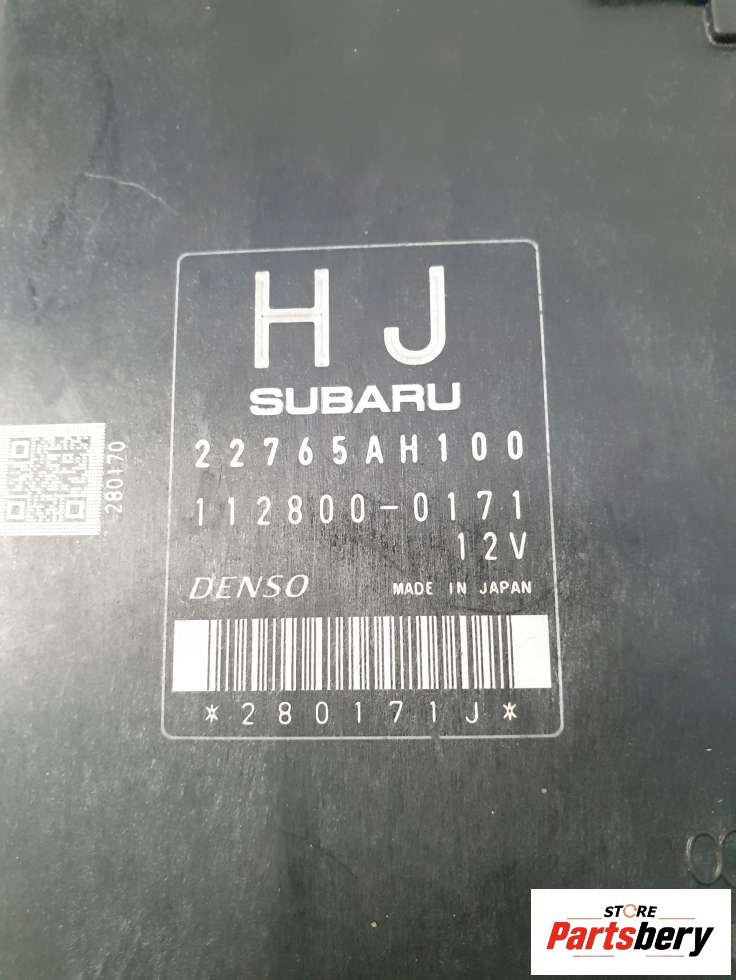 HJ
SUBARU
22765AH100
112800-0171
12V
DENSO MADE IN JAPAN
*280171J*
280170
STORE
Partsbery